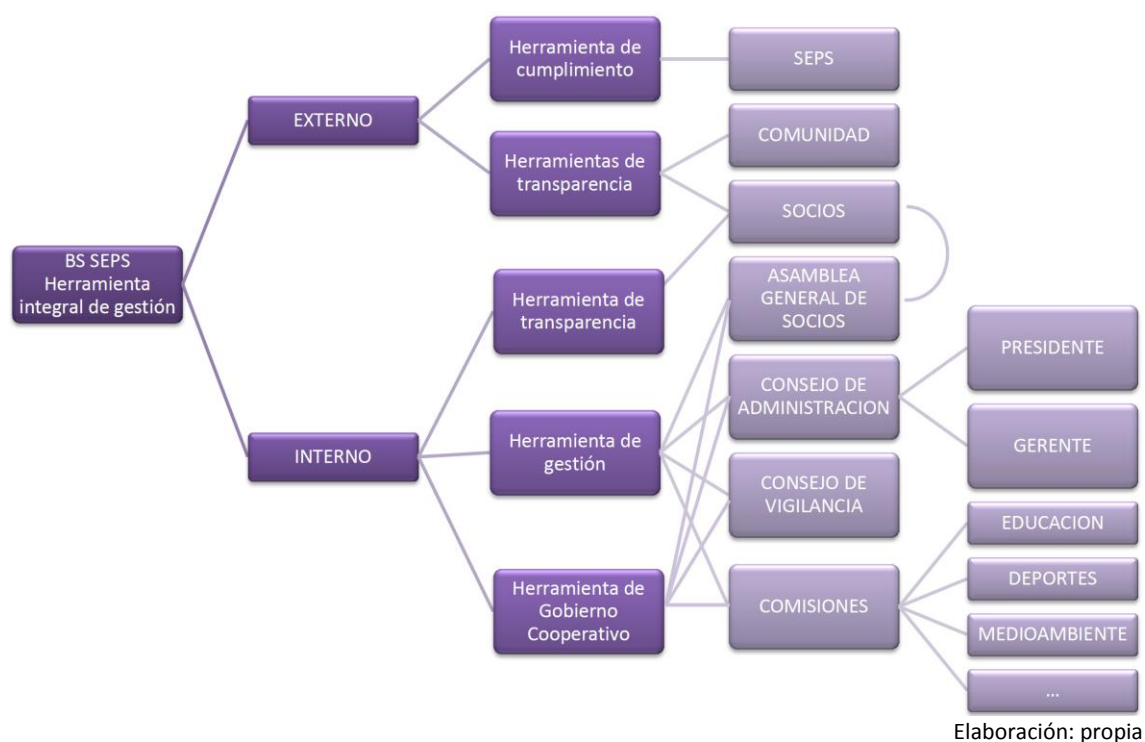 BS SEPS
Herramienta
integral de gestión
EXTERNO
INTERNO
Herramienta de
cumplimiento
Herramientas de
transparencia
Herramienta de
transparencia
Herramienta de
gestión
Herramienta de
Gobierno
Cooperativo
SEPS
COMUNIDAD
SOCIOS
ASAMBLEA
GENERAL DE
SOCIOS
CONSEJO DE
ADMINISTRACION
CONSEJO DE
VIGILANCIA
COMISIONES
PRESIDENTE
GERENTE
EDUCACION
DEPORTES
MEDIOAMBIENTE
...
Elaboración: propia